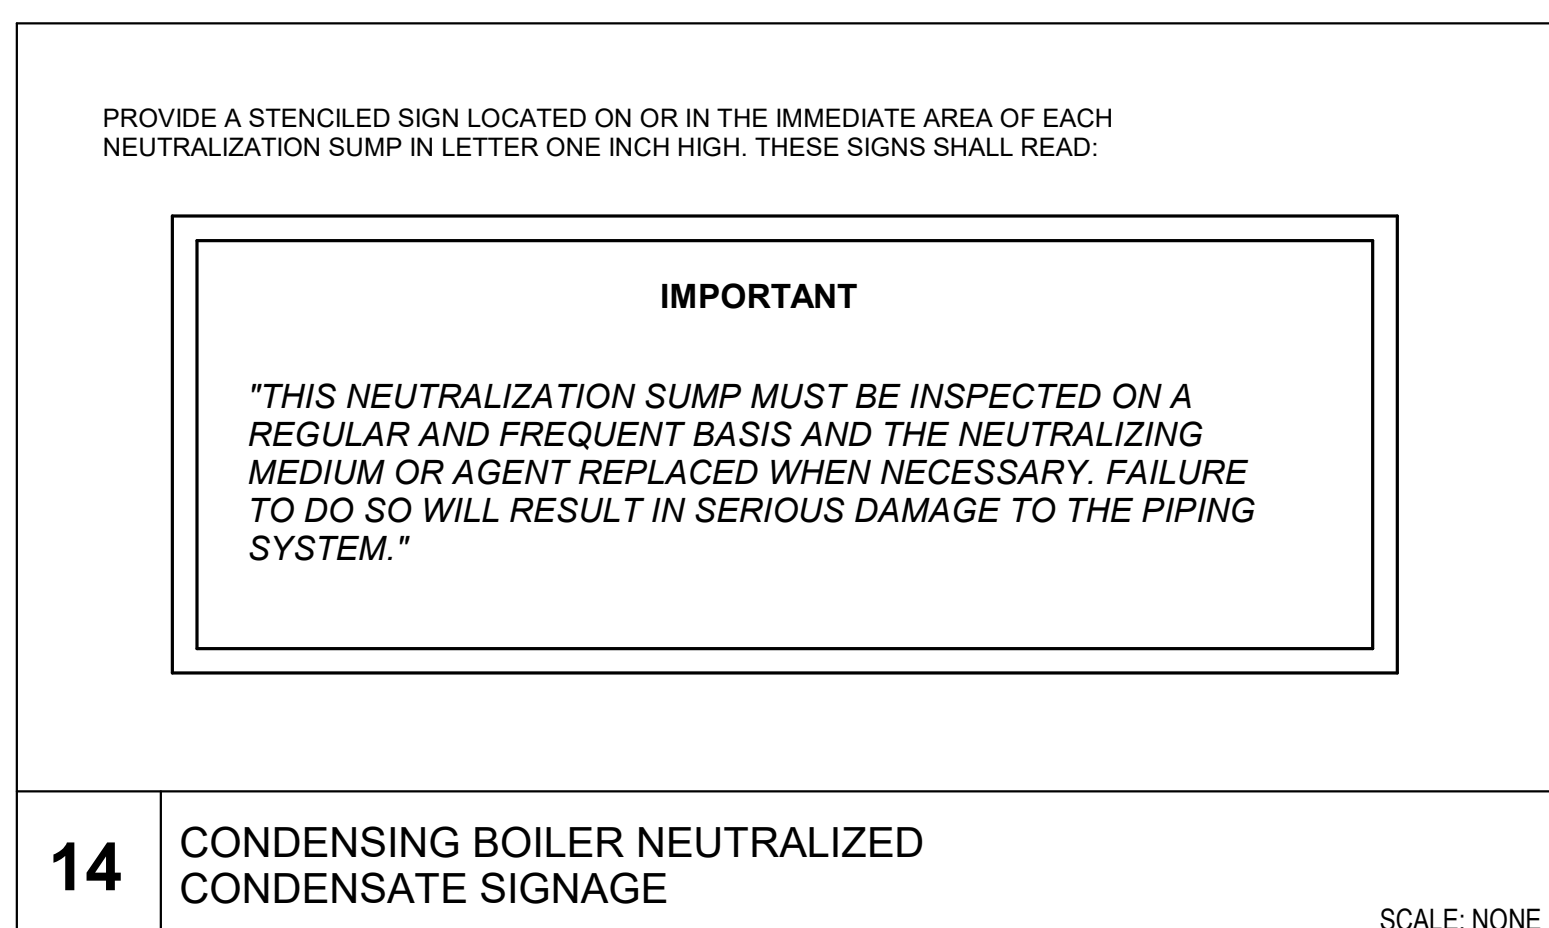 PROVIDE A STENCILED SIGN LOCATED ON OR IN THE IMMEDIATE AREA OF EACH
NEUTRALIZATION SUMP IN LETTER ONE INCH HIGH. THESE SIGNS SHALL READ:
IMPORTANT
"THIS NEUTRALIZATION SUMP MUST BE INSPECTED ON A
REGULAR AND FREQUENT BASIS AND THE NEUTRALIZING
MEDIUM OR AGENT REPLACED WHEN NECESSARY. FAILURE
TO DO SO WILL RESULT IN SERIOUS DAMAGE TO THE PIPING
SYSTEM."
14
CONDENSING BOILER NEUTRALIZED
CONDENSATE SIGNAGE
SCALE: NONE